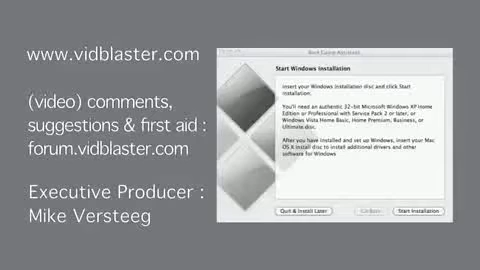 www.vidblaster.com
(video) comments,
suggestions & first aid :
forum.vidblaster.com
Executive Producer :
Mike Versteeg
Boot Camp Assistant
Start Windows Installation
Insert your Windows installation disc and click Start
Installation.
You'll need an authentic 32-bit Microsoft Windows XP Home
Edition or Professional with Service Pack 2 or later, or
Windows Vista Home Basic, Home Premium, Business, or
Ultimate disc.
After you have installed and set up Windows, insert your Mac
OS X install disc to install additional drivers and other
software for Windows
Quit & Install Later
Go Back
Start Installation